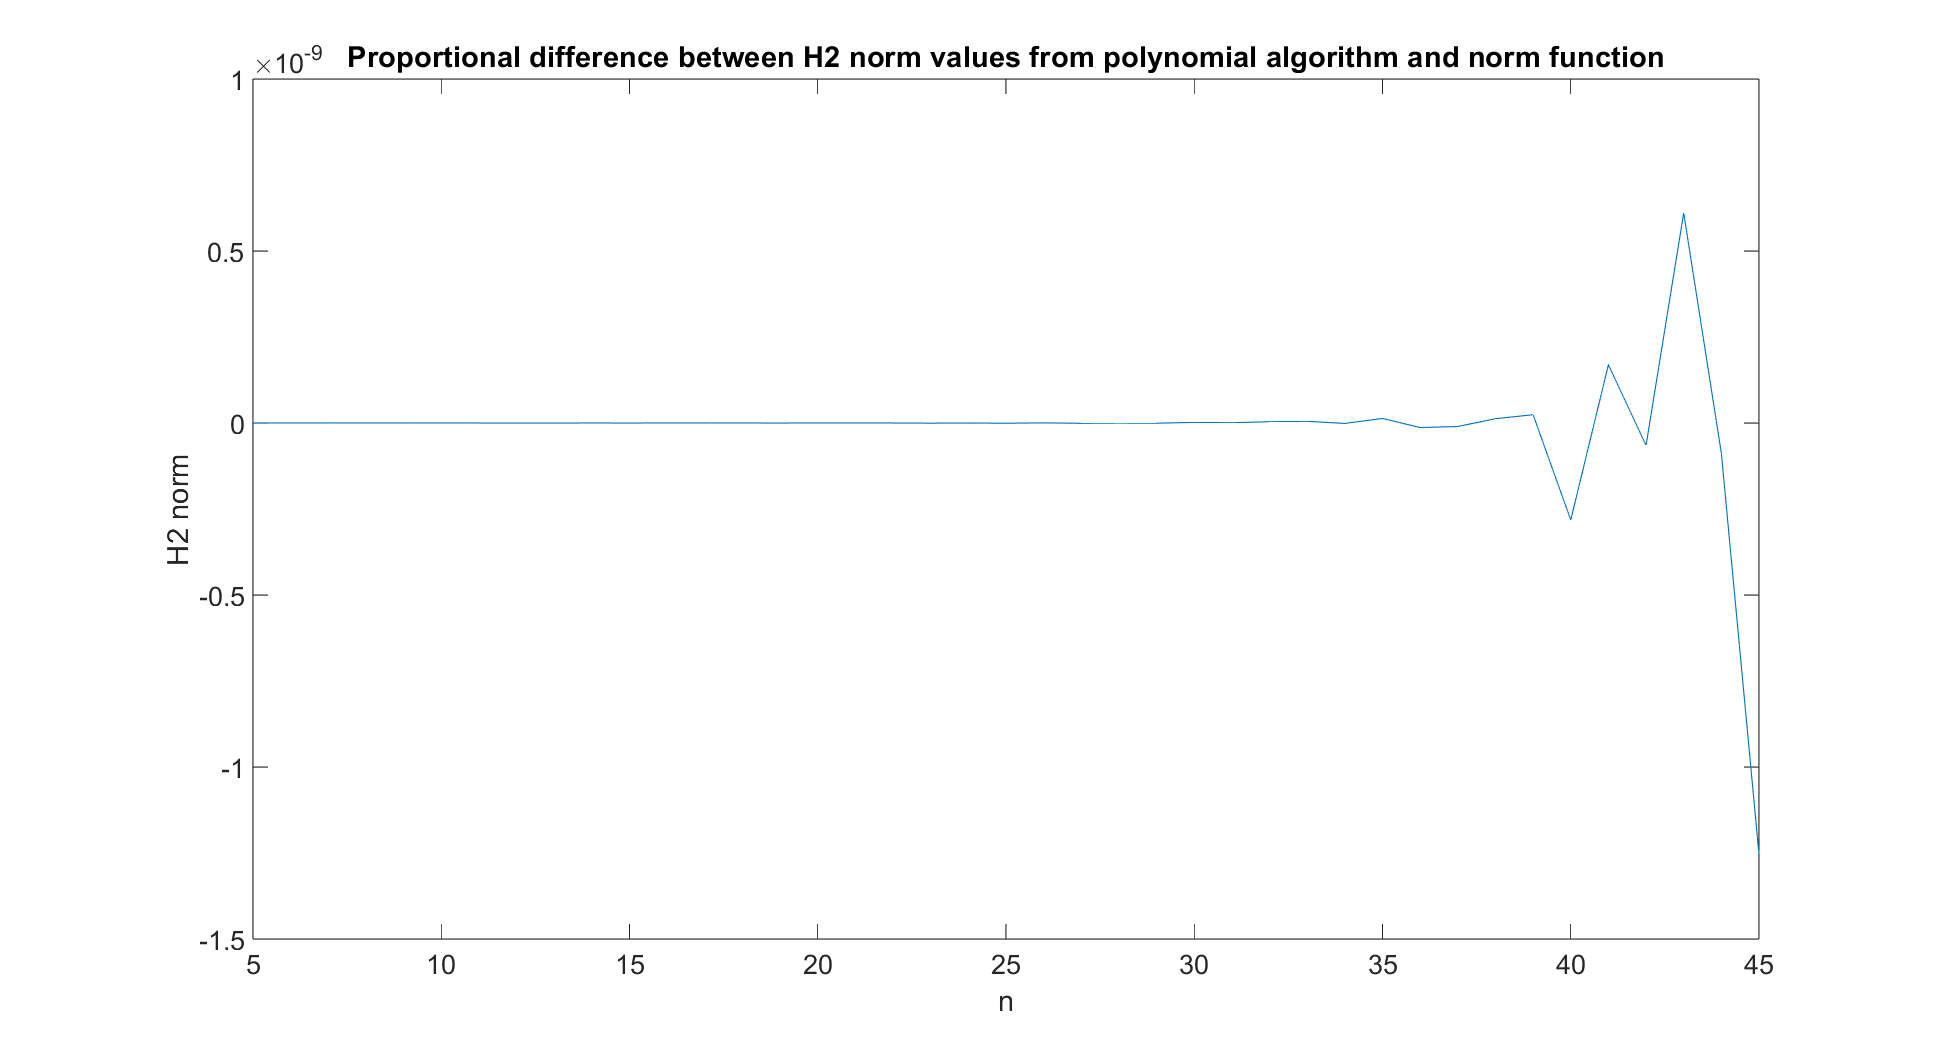 ×10-9 Proportional difference between H2 norm values from polynomial algorithm and norm function
1
0.5
0
-0.5
-1
-1.5
H2 norm
5 10 15 20 25 30 35 40 45
n